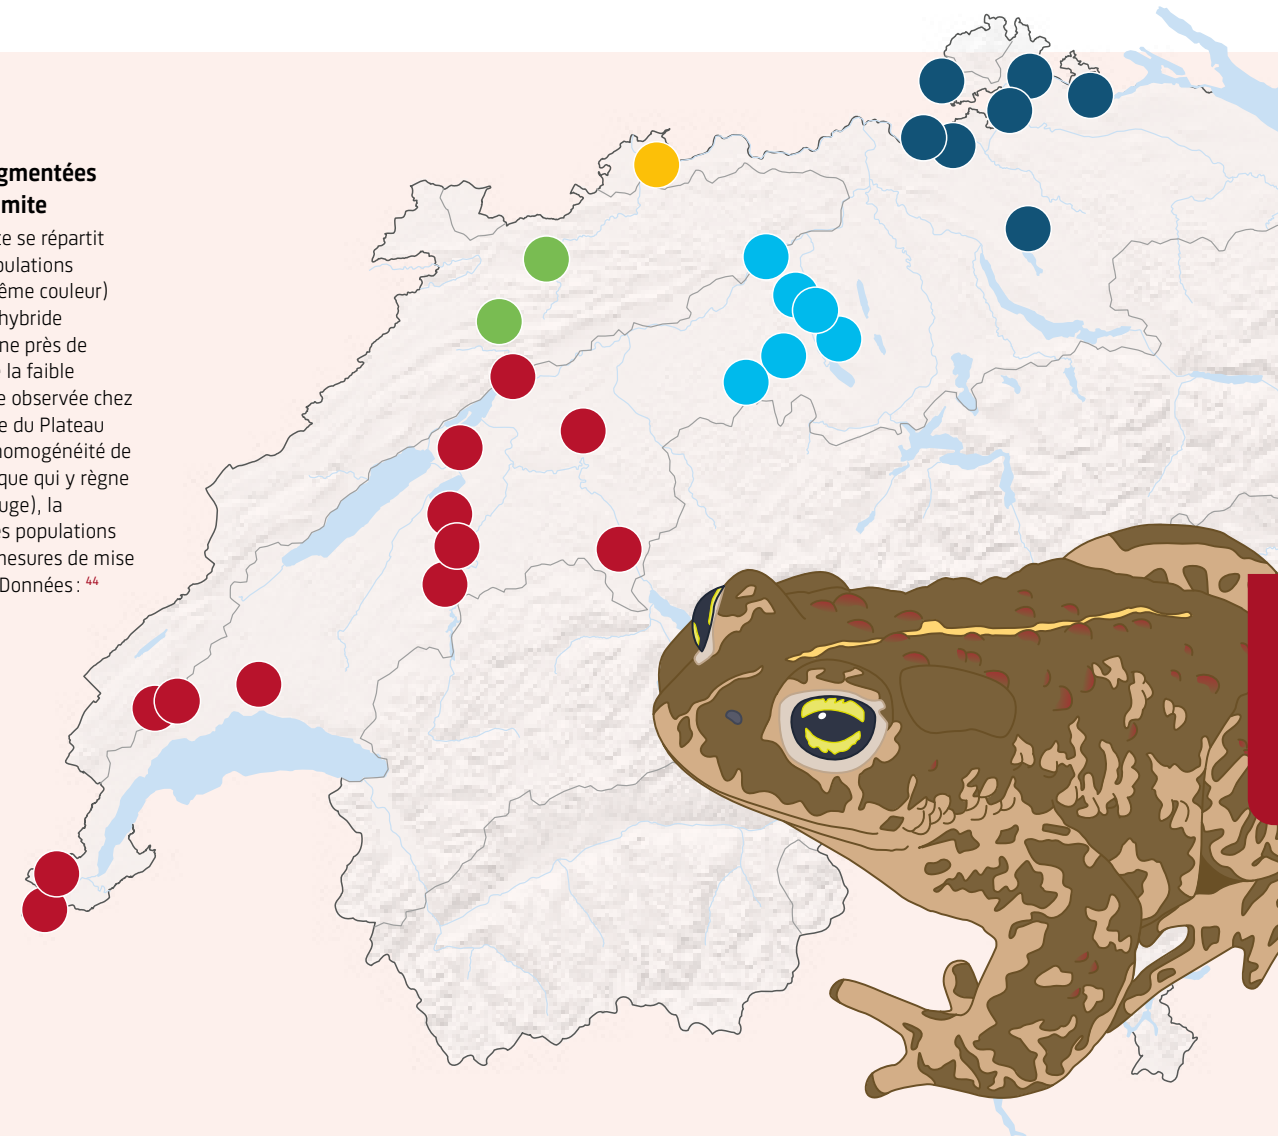 gmentées
mite
e se répartit
pulations
ême couleur)
hybride
ne près de
e la faible
e observée chez
e du Plateau
homogénéité de
que qui y règne
uge), la
es populations
mesures de mise
Données : 44